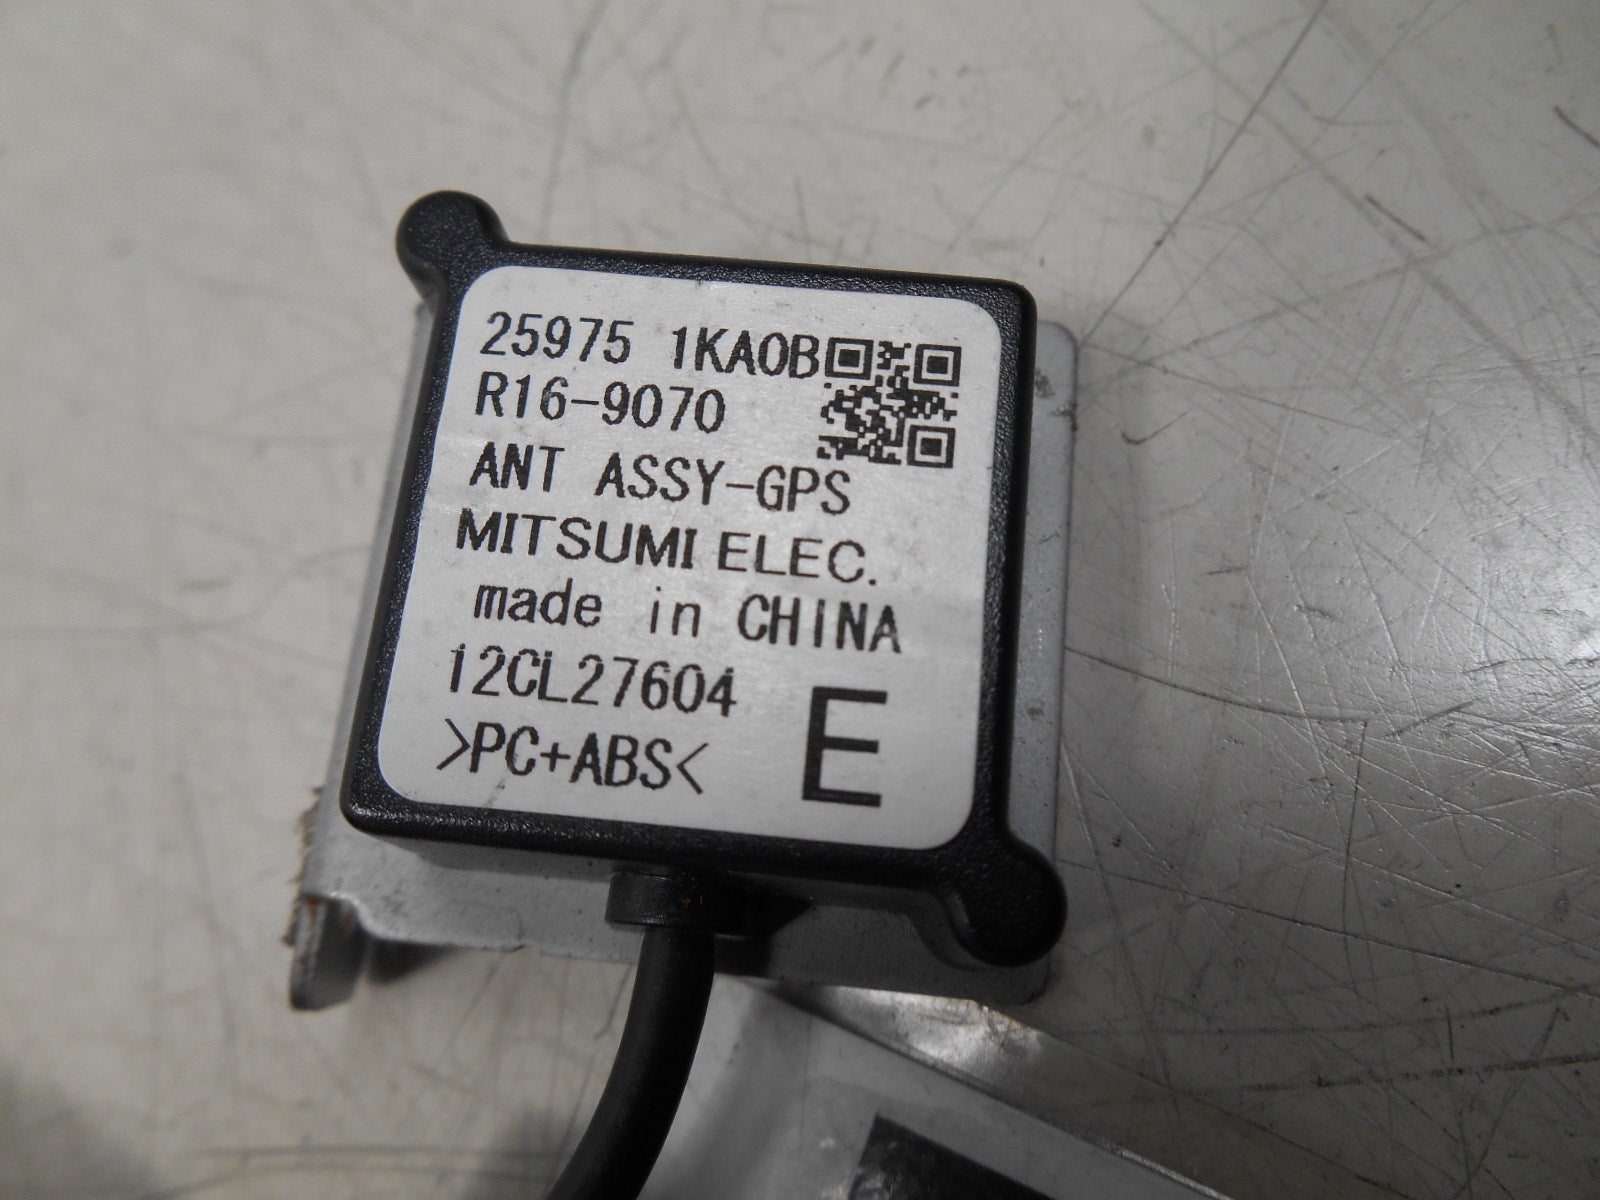 25975 1KA0B
R16-9070
ANT ASSY-GPS
MITSUMI ELEC.
made in CHINA
12CL27604
>PC+ABS<
E